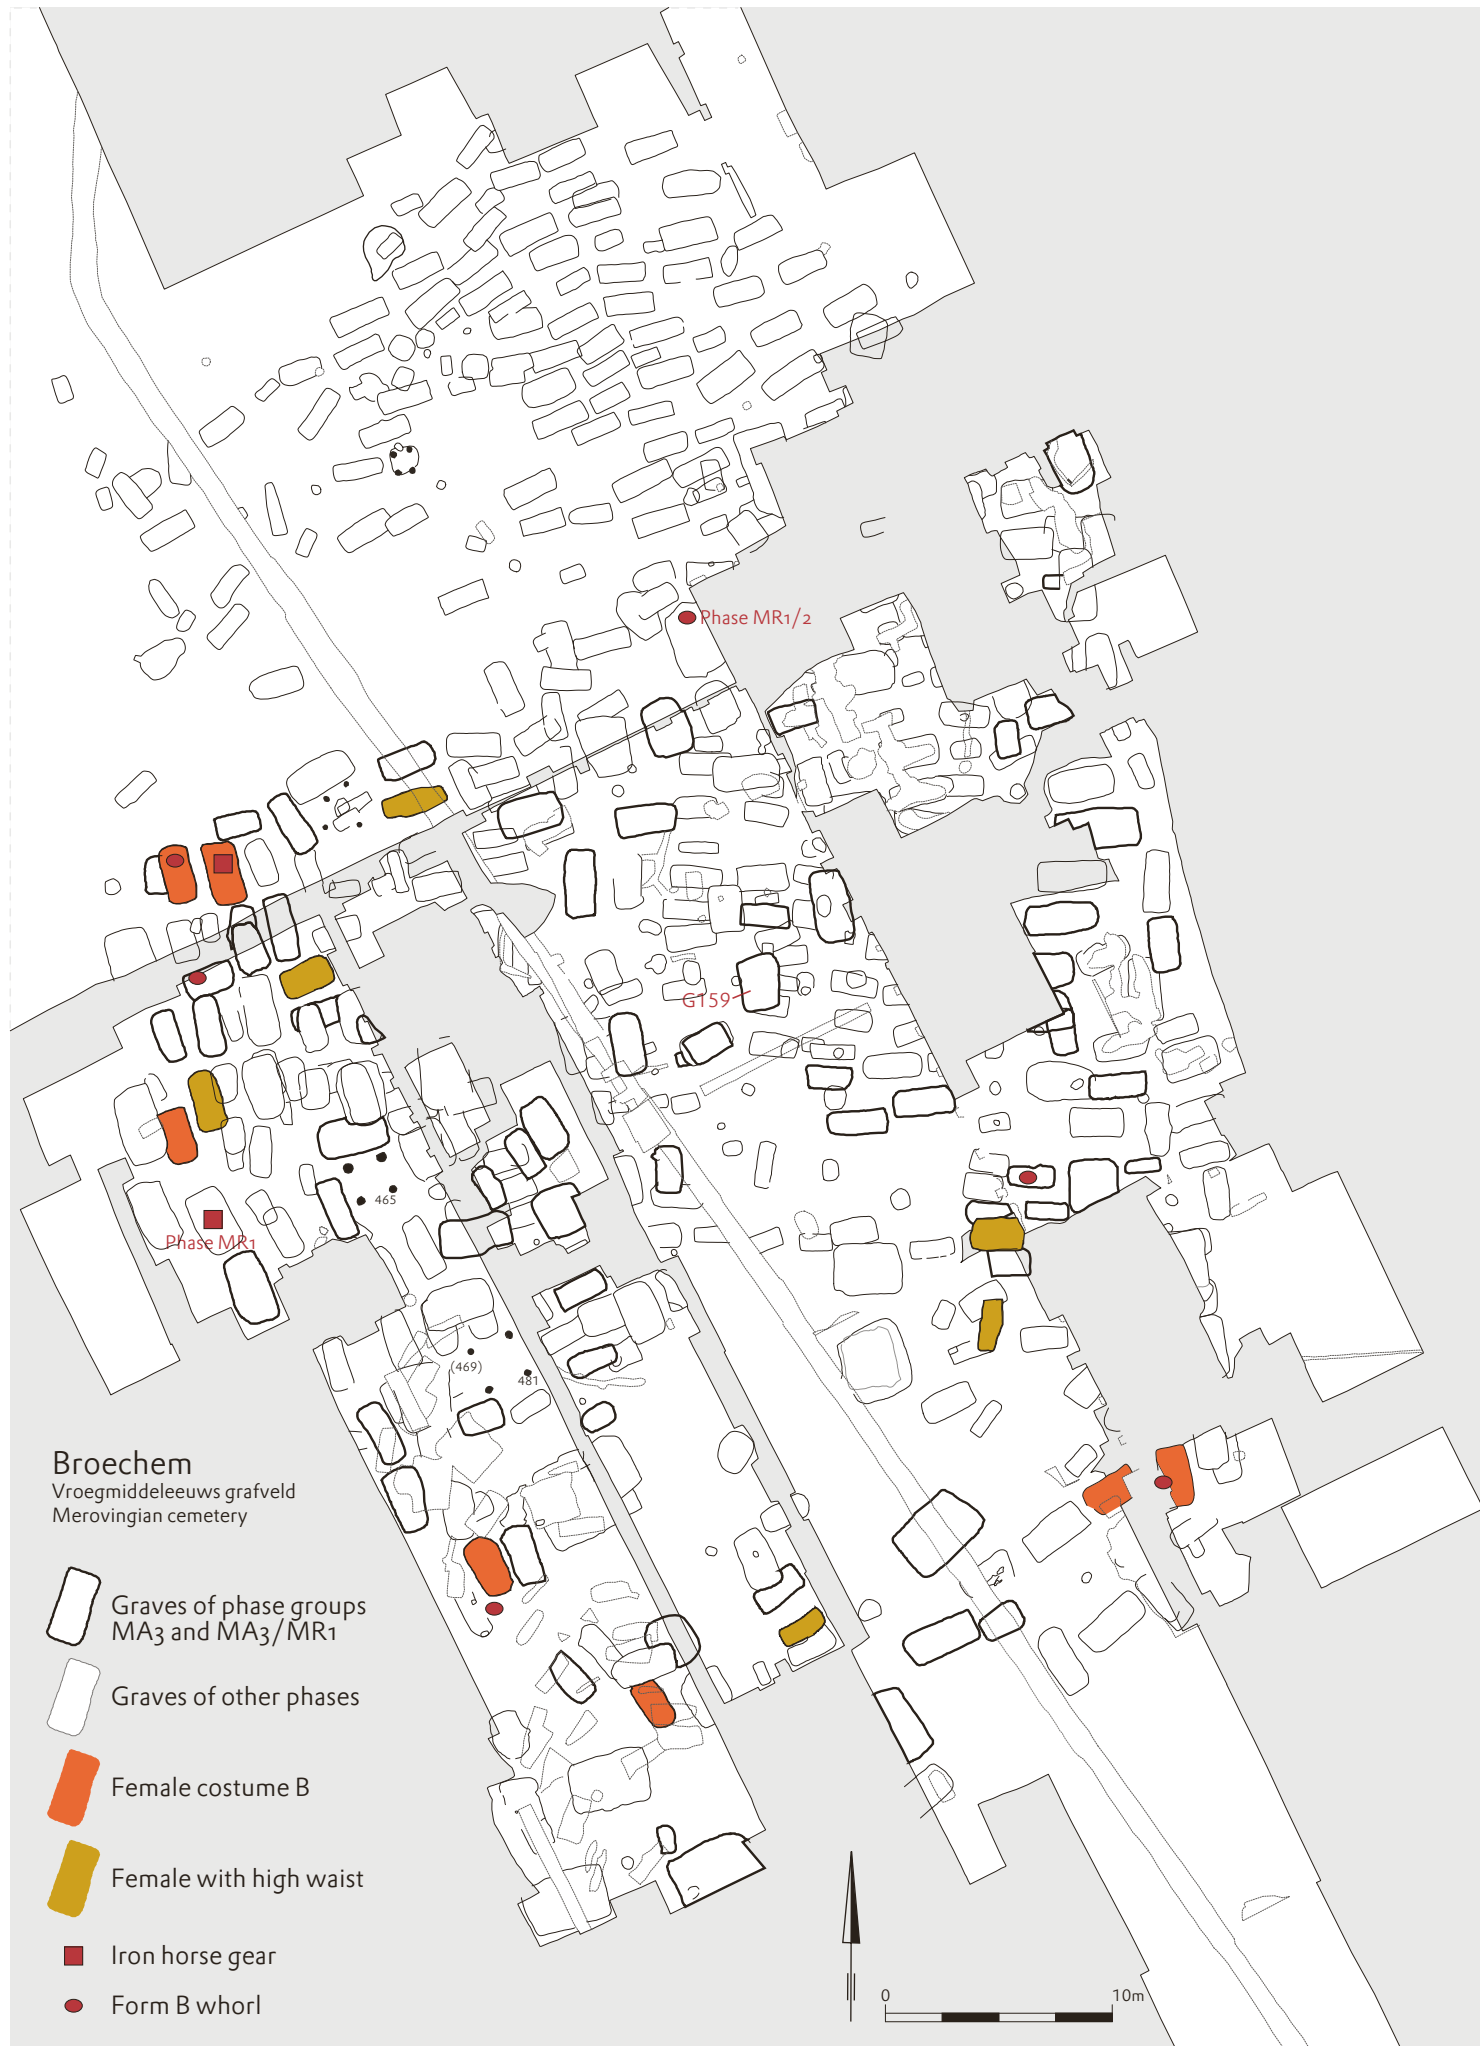 Phase MR1/2
G159
465
Phase MR1
(469)
481
Broechem
Vroegmiddeleeuws grafveld
Merovingian cemetery
Graves of phase groups
MA3 and MA3/MR1
Graves of other phases
Female costume B
Female with high waist
Iron horse gear
Form B whorl
0 10m